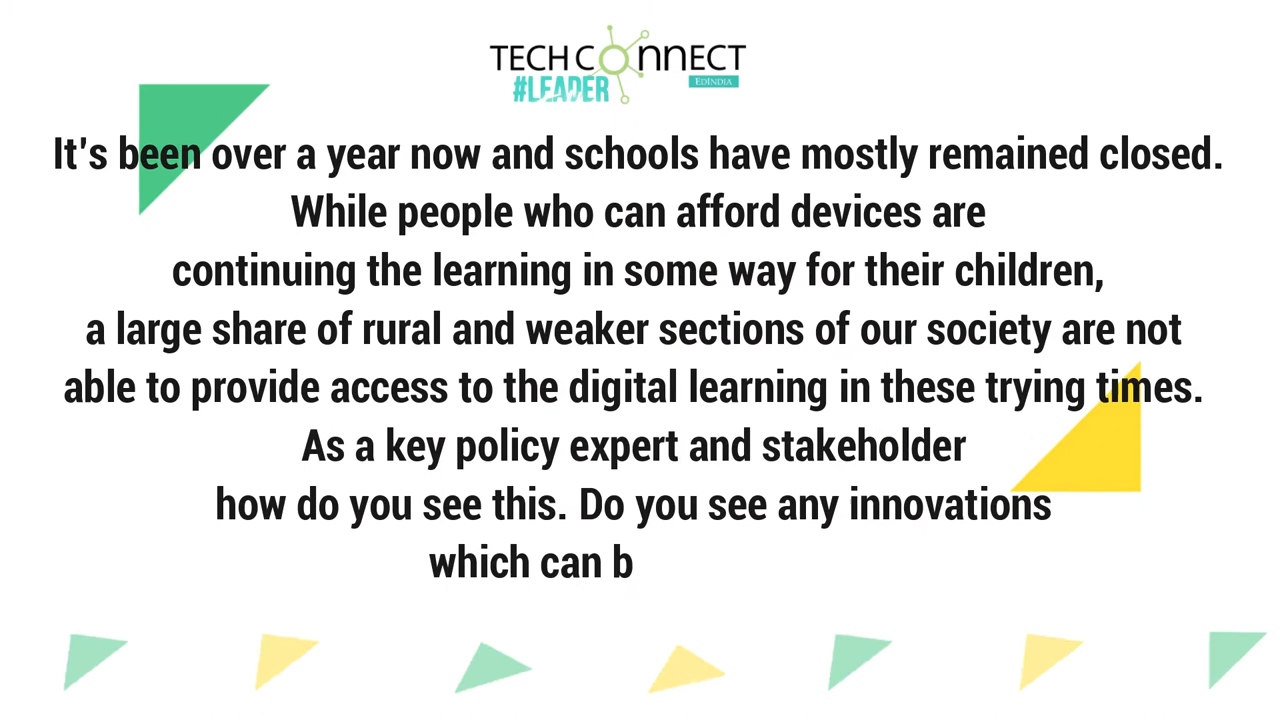 TECH CONNECT
#LEADER
EDINDIA
It's been over a year now and schools have mostly remained closed.
While people who can afford devices are
continuing the learning in some way for their children,
a large share of rural and weaker sections of our society are not
able to provide access to the digital learning in these trying times.
As a key policy expert and stakeholder
how do you see this. Do you see any innovations
which can b